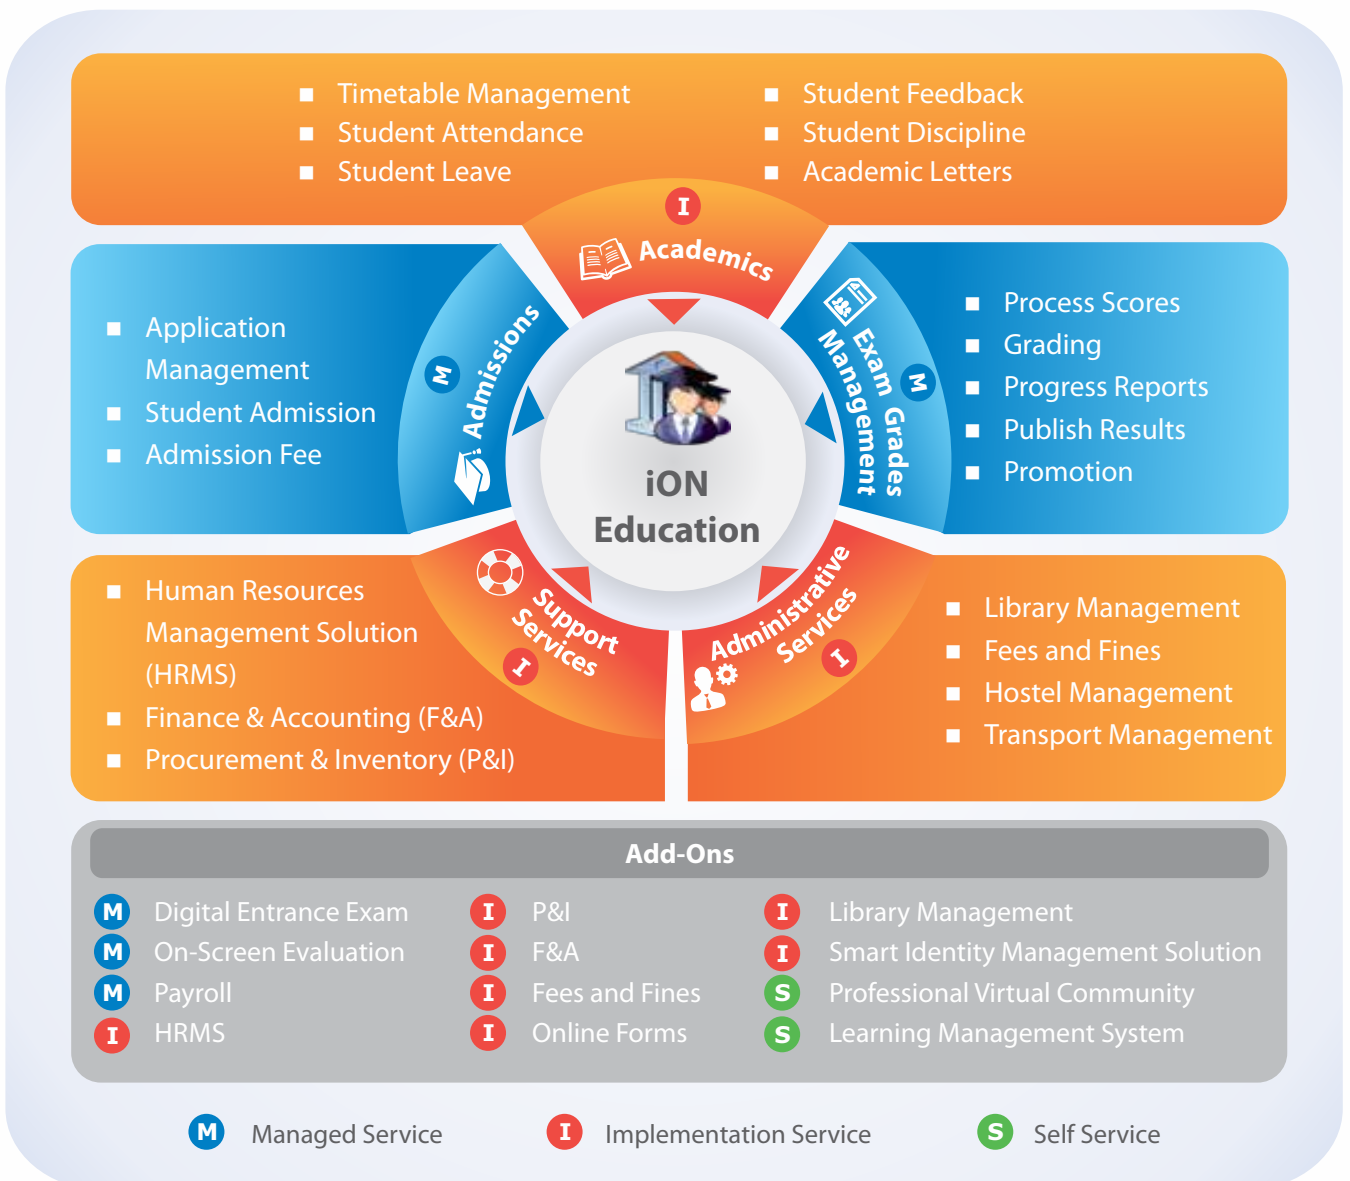 Timetable Management
Student Attendance
Student Leave
Student Feedback
Student Discipline
Academic Letters
I
Academics
Application
Management
Student Admission
Admission Fee
M
Admissions
Exam Grades
Management
M
Process Scores
Grading
Progress Reports
Publish Results
Promotion
iON
Education
Human Resources
Management Solution
(HRMS)
Finance & Accounting (F&A)
Procurement & Inventory (P&I)
Support
Services
I
Administrative
Services
I
Library Management
Fees and Fines
Hostel Management
Transport Management
Add-Ons
M Digital Entrance Exam
M On-Screen Evaluation
M Payroll
I HRMS
I P&I
I F&A
I Fees and Fines
I Online Forms
I Library Management
I Smart Identity Management Solution
S Professional Virtual Community
S Learning Management System
M Managed Service
I Implementation Service
S Self Service